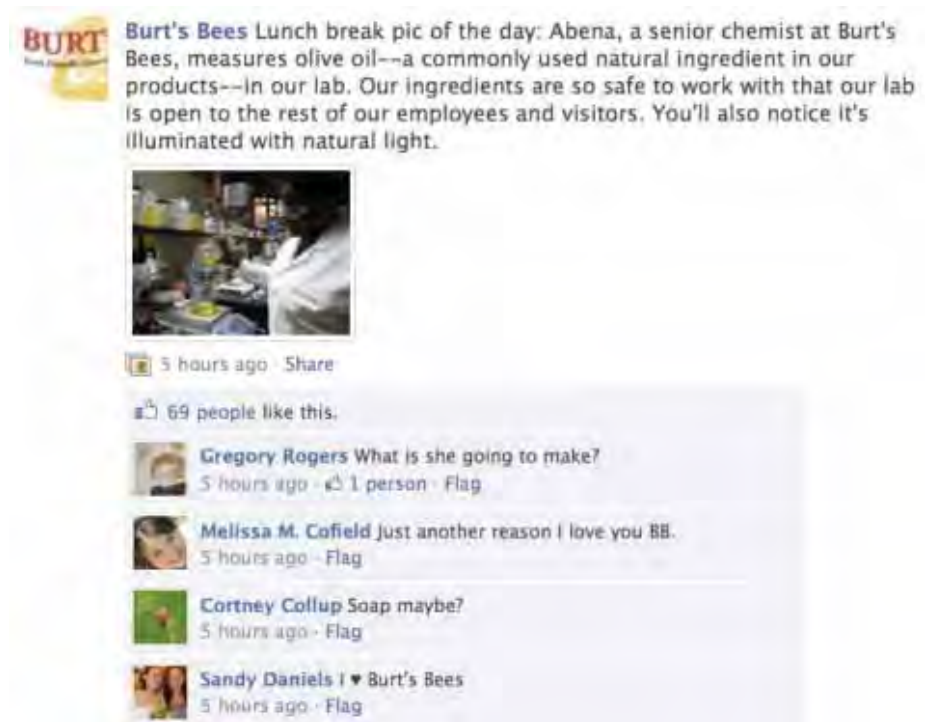 BURT
Burt's Bees Lunch break pic of the day: Abena, a senior chemist at Burt's
Bees, measures olive oil--a commonly used natural ingredient in our
products--in our lab. Our ingredients are so safe to work with that our lab
is open to the rest of our employees and visitors. You'll also notice it's
illuminated with natural light.
5 hours ago · Share
69 people like this.
Gregory Rogers What is she going to make?
5 hours ago · 1 person · Flag
Melissa M. Cofield Just another reason I love you BB.
5 hours ago · Flag
Cortney Collup Soap maybe?
5 hours ago · Flag
Sandy Daniels I ♥ Burt's Bees
5 hours ago · Flag